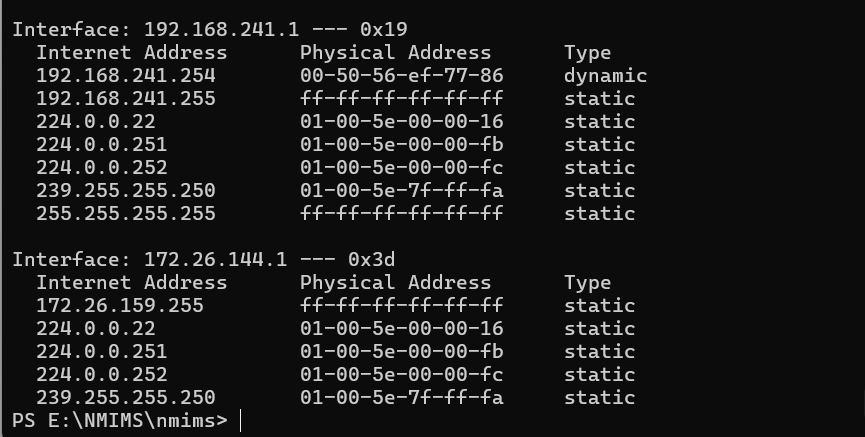 Interface: 192.168.241.1 --- 0x19
  Internet Address      Physical Address      Type
  192.168.241.254       00-50-56-ef-77-86     dynamic
  192.168.241.255       ff-ff-ff-ff-ff-ff     static
  224.0.0.22            01-00-5e-00-00-16     static
  224.0.0.251           01-00-5e-00-00-fb     static
  224.0.0.252           01-00-5e-00-00-fc     static
  239.255.255.250       01-00-5e-7f-ff-fa     static
  255.255.255.255       ff-ff-ff-ff-ff-ff     static

Interface: 172.26.144.1 --- 0x3d
  Internet Address      Physical Address      Type
  172.26.159.255        ff-ff-ff-ff-ff-ff     static
  224.0.0.22            01-00-5e-00-00-16     static
  224.0.0.251           01-00-5e-00-00-fb     static
  224.0.0.252           01-00-5e-00-00-fc     static
  239.255.255.250       01-00-5e-7f-ff-fa     static
PS E:\NMIMS\nmims>